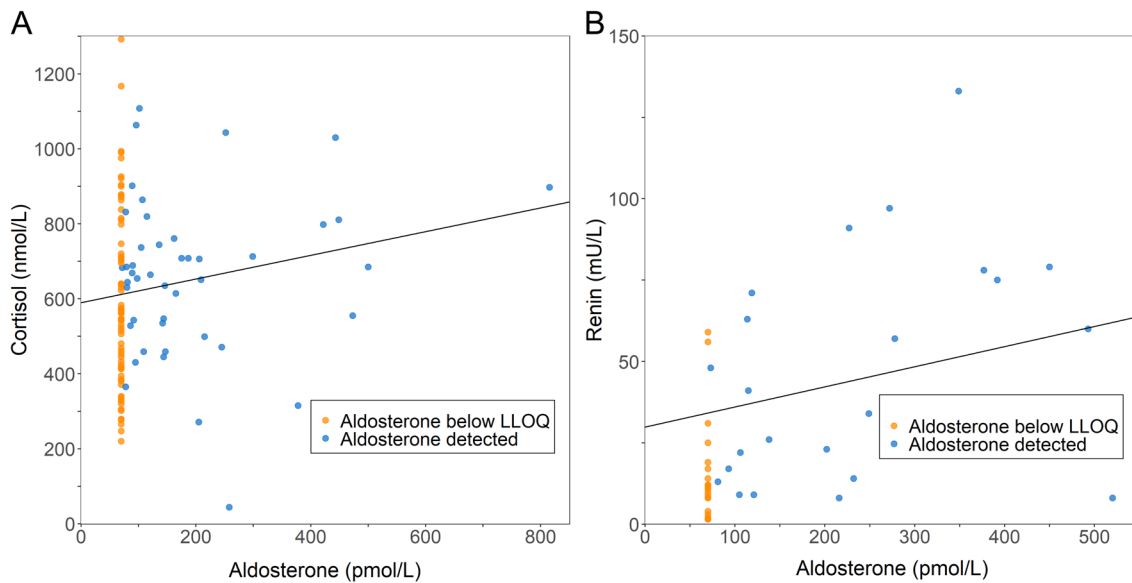 A
Cortisol (nmol/L)
1200
1000
800
600
400
200
0
0 200 400 600 800
Aldosterone (pmol/L)
Aldosterone below LLOQ
Aldosterone detected
B
Renin (mU/L)
150
100
50
0
0 100 200 300 400 500
Aldosterone (pmol/L)
Aldosterone below LLOQ
Aldosterone detected